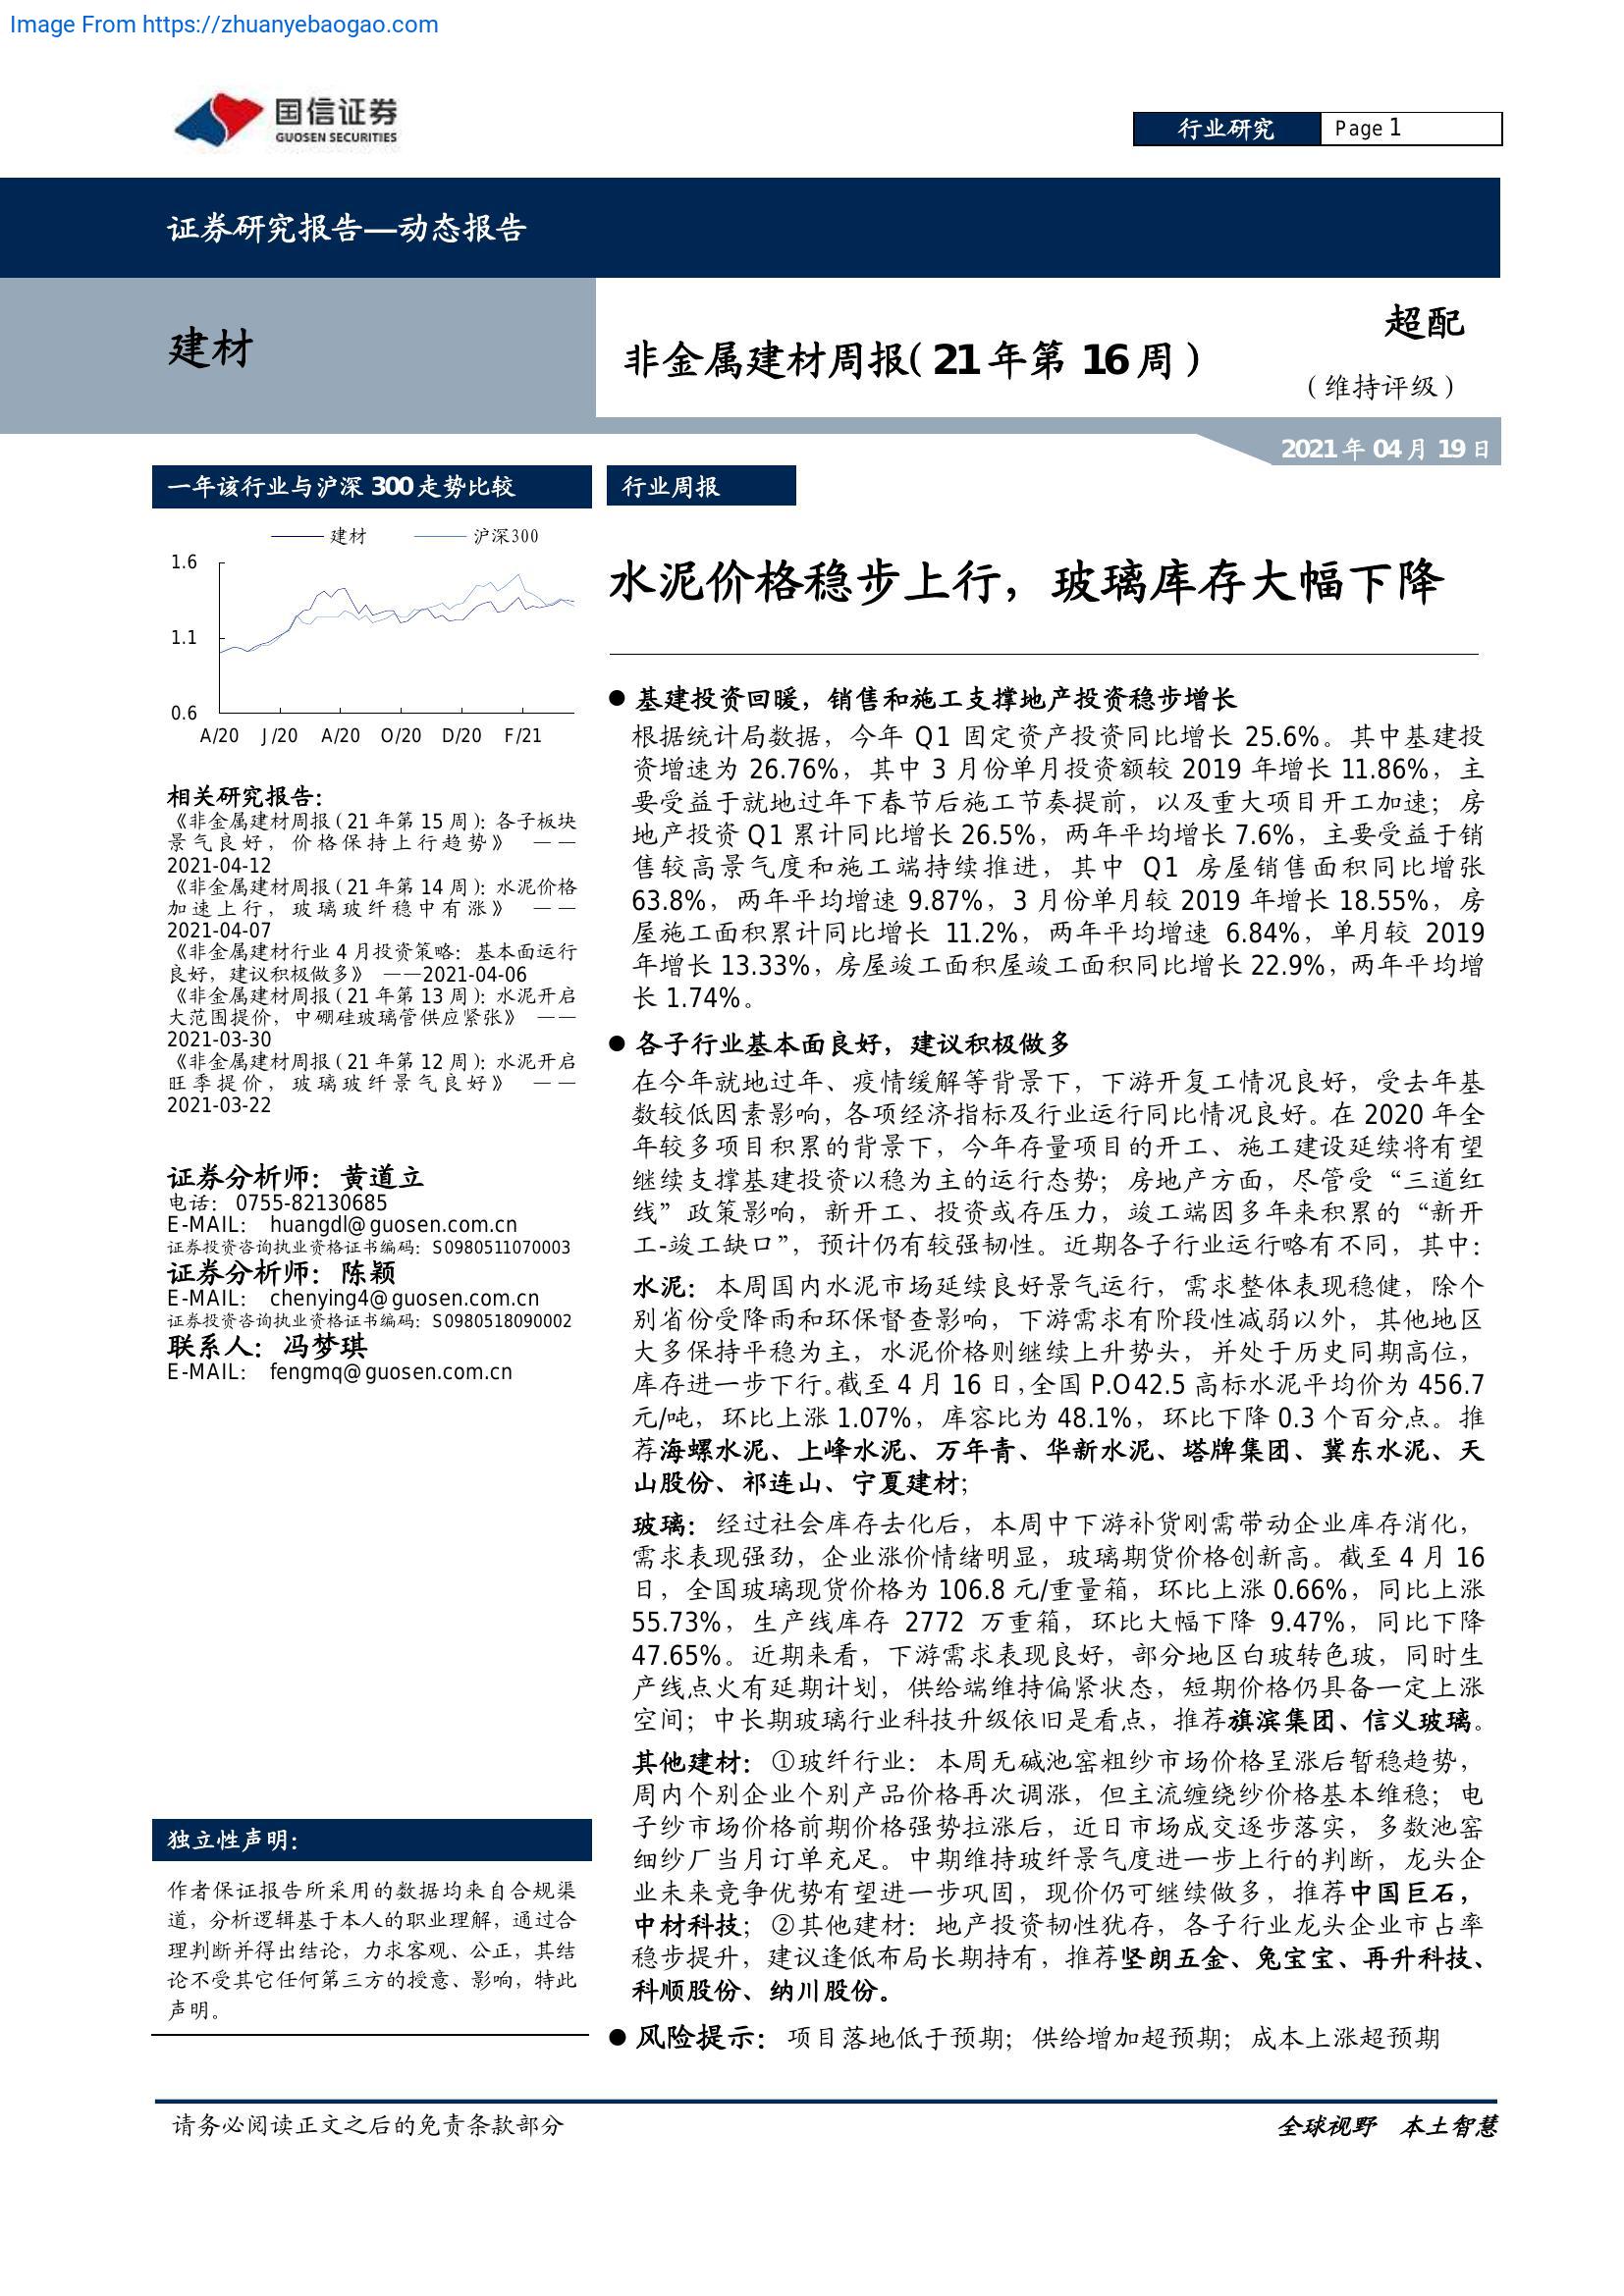 Image From https://zhuanyebaogao.com
国信证券
GUOSEN SECURITIES
行业研究
Page 1
证券研究报告—动态报告
建材
非金属建材周报(21年第16周)
超配
(维持评级)
2021年04月19日
一年该行业与沪深300走势比较
建材 沪深300
1.6
1.1
0.6
A/20 J/20 A/20 O/20 D/20 F/21
相关研究报告:
《非金属建材周报(21年第15周):各子板块
景气良好,价格保持上行趋势》 ——
2021-04-12
《非金属建材周报(21年第14周):水泥价格
加速上行,玻璃玻纤稳中有涨》 ——
2021-04-07
《非金属建材行业4月投资策略:基本面运行
良好,建议积极做多》 ——2021-04-06
《非金属建材周报(21年第13周):水泥开启
大范围提价,中硼硅玻璃管供应紧张》 ——
2021-03-30
《非金属建材周报(21年第12周):水泥开启
旺季提价,玻璃玻纤景气良好》 ——
2021-03-22
证券分析师:黄道立
电话: 0755-82130685
E-MAIL: huangdl@guosen.com.cn
证券投资咨询执业资格证书编码:S0980511070003
证券分析师:陈颖
E-MAIL: chenying4@guosen.com.cn
证券投资咨询执业资格证书编码:S0980518090002
联系人:冯梦琪
E-MAIL: fengmq@guosen.com.cn
独立性声明:
作者保证报告所采用的数据均来自合规渠
道,分析逻辑基于本人的职业理解,通过合
理判断并得出结论,力求客观、公正,其结
论不受其它任何第三方的授意、影响,特此
声明。
行业周报
水泥价格稳步上行,玻璃库存大幅下降
● 基建投资回暖,销售和施工支撑地产投资稳步增长
根据统计局数据,今年 Q1 固定资产投资同比增长 25.6%。其中基建投
资增速为 26.76%,其中 3 月份单月投资额较 2019 年增长 11.86%,主
要受益于就地过年下春节后施工节奏提前,以及重大项目开工加速;房
地产投资 Q1 累计同比增长 26.5%,两年平均增长 7.6%,主要受益于销
售较高景气度和施工端持续推进,其中 Q1 房屋销售面积同比增张
63.8%,两年平均增速 9.87%,3 月份单月较 2019 年增长 18.55%,房
屋施工面积累计同比增长 11.2%,两年平均增速 6.84%,单月较 2019
年增长 13.33%,房屋竣工面积屋竣工面积同比增长 22.9%,两年平均增
长 1.74%。
● 各子行业基本面良好,建议积极做多
在今年就地过年、疫情缓解等背景下,下游开复工情况良好,受去年基
数较低因素影响,各项经济指标及行业运行同比情况良好。在 2020 年全
年较多项目积累的背景下,今年存量项目的开工、施工建设延续将有望
继续支撑基建投资以稳为主的运行态势;房地产方面,尽管受“三道红
线”政策影响,新开工、投资或存压力,竣工端因多年来积累的“新开
工-竣工缺口”,预计仍有较强韧性。近期各子行业运行略有不同,其中:
水泥:本周国内水泥市场延续良好景气运行,需求整体表现稳健,除个
别省份受降雨和环保督查影响,下游需求有阶段性减弱以外,其他地区
大多保持平稳为主,水泥价格则继续上升势头,并处于历史同期高位,
库存进一步下行。截至 4 月 16 日,全国 P.O42.5 高标水泥平均价为 456.7
元/吨,环比上涨 1.07%,库容比为 48.1%,环比下降 0.3 个百分点。推
荐海螺水泥、上峰水泥、万年青、华新水泥、塔牌集团、冀东水泥、天
山股份、祁连山、宁夏建材;
玻璃:经过社会库存去化后,本周中下游补货刚需带动企业库存消化,
需求表现强劲,企业涨价情绪明显,玻璃期货价格创新高。截至 4 月 16
日,全国玻璃现货价格为 106.8 元/重量箱,环比上涨 0.66%,同比上涨
55.73%,生产线库存 2772 万重箱,环比大幅下降 9.47%,同比下降
47.65%。近期来看,下游需求表现良好,部分地区白玻转色玻,同时生
产线点火有延期计划,供给端维持偏紧状态,短期价格仍具备一定上涨
空间;中长期玻璃行业科技升级依旧是看点,推荐旗滨集团、信义玻璃。
其他建材:①玻纤行业:本周无碱池窑粗纱市场价格呈涨后暂稳趋势,
周内个别企业个别产品价格再次调涨,但主流缠绕纱价格基本维稳;电
子纱市场价格前期价格强势拉涨后,近日市场成交逐步落实,多数池窑
细纱厂当月订单充足。中期维持玻纤景气度进一步上行的判断,龙头企
业未来竞争优势有望进一步巩固,现价仍可继续做多,推荐中国巨石,
中材科技;②其他建材:地产投资韧性犹存,各子行业龙头企业市占率
稳步提升,建议逢低布局长期持有,推荐坚朗五金、兔宝宝、再升科技、
科顺股份、纳川股份。
● 风险提示:项目落地低于预期;供给增加超预期;成本上涨超预期
请务必阅读正文之后的免责条款部分
全球视野 本土智慧